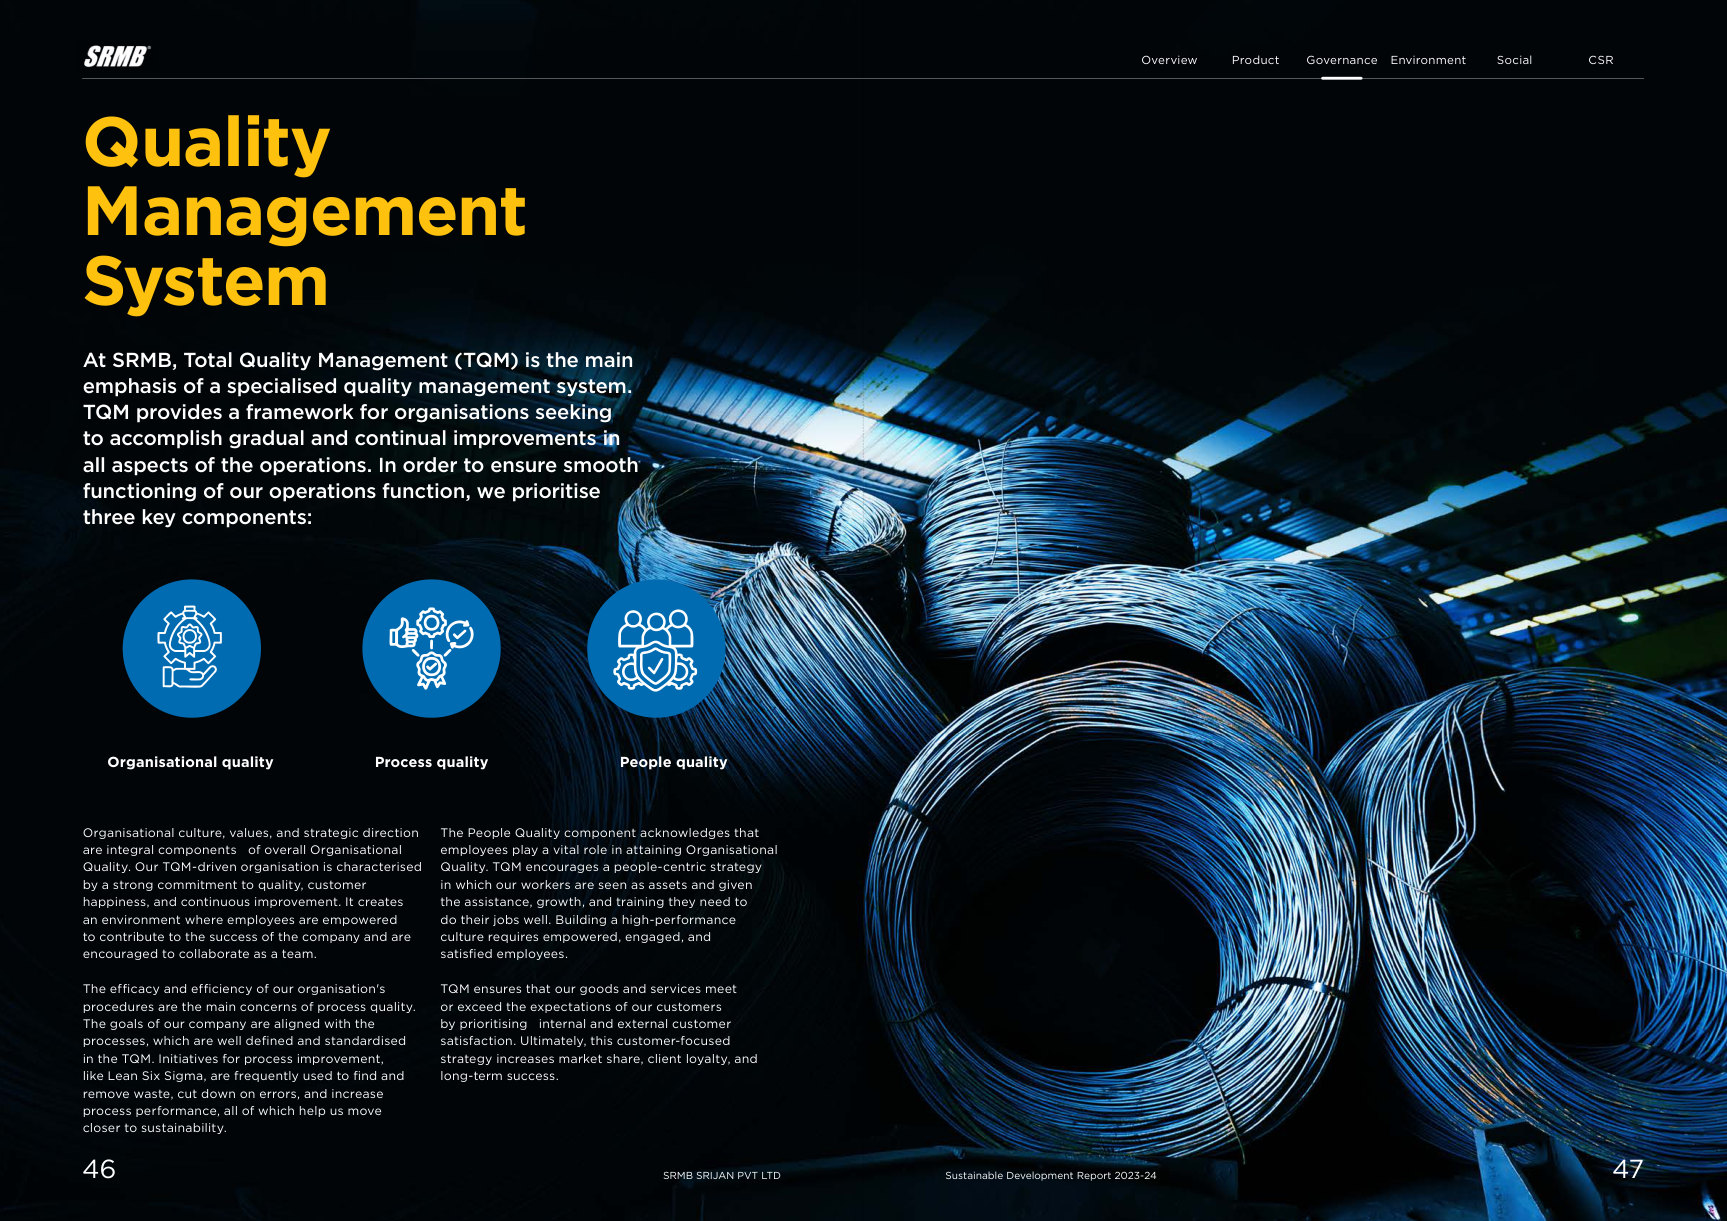 SRMB
Overview Product Governance Environment Social CSR
Quality
Management
System
At SRMB, Total Quality Management (TQM) is the main
emphasis of a specialised quality management system.
TQM provides a framework for organisations seeking
to accomplish gradual and continual improvements in
all aspects of the operations. In order to ensure smooth
functioning of our operations function, we prioritise
three key components:
Organisational quality
Process quality
People quality
Organisational culture, values, and strategic direction
are integral components of overall Organisational
Quality. Our TQM-driven organisation is characterised
by a strong commitment to quality, customer
happiness, and continuous improvement. It creates
an environment where employees are empowered
to contribute to the success of the company and are
encouraged to collaborate as a team.
The efficacy and efficiency of our organisation's
procedures are the main concerns of process quality.
The goals of our company are aligned with the
processes, which are well defined and standardised
in the TQM. Initiatives for process improvement,
like Lean Six Sigma, are frequently used to find and
remove waste, cut down on errors, and increase
process performance, all of which help us move
closer to sustainability.
The People Quality component acknowledges that
employees play a vital role in attaining Organisational
Quality. TQM encourages a people-centric strategy
in which our workers are seen as assets and given
the assistance, growth, and training they need to
do their jobs well. Building a high-performance
culture requires empowered, engaged, and
satisfied employees.
TQM ensures that our goods and services meet
or exceed the expectations of our customers
by prioritising internal and external customer
satisfaction. Ultimately, this customer-focused
strategy increases market share, client loyalty, and
long-term success.
46
SRMB SRIJAN PVT LTD
Sustainable Development Report 2023-24
47